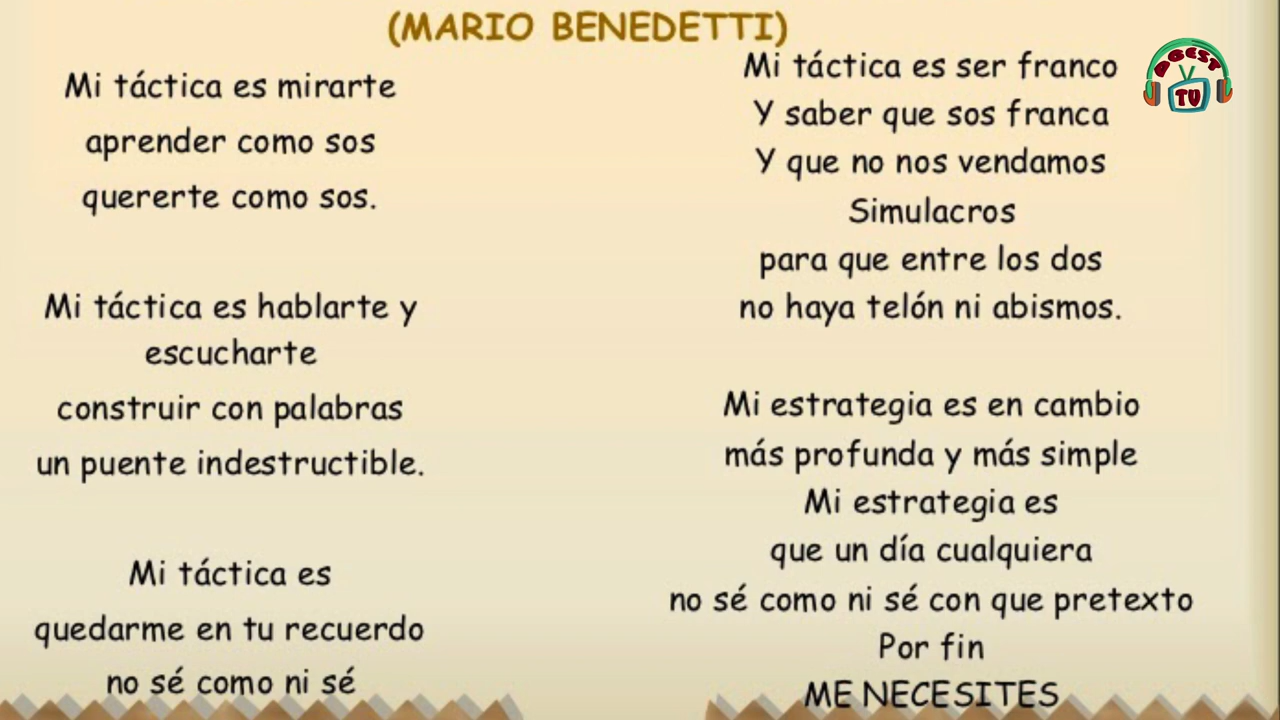 (MARIO BENEDETTI)
Mi táctica es mirarte
aprender como sos
quererte como sos.
Mi táctica es hablarte y
escucharte
construir con palabras
un puente indestructible.
Mi táctica es
quedarme en tu recuerdo
no sé como ni sé
Mi táctica es ser franco
Y saber que sos franca
Y que no nos vendamos
Simulacros
para que entre los dos
no haya telón ni abismos.
Mi estrategia es en cambio
más profunda y más simple
Mi estrategia es
que un día cualquiera
no sé como ni sé con que pretexto
Por fin
ME NECESITES
AGEST
TV